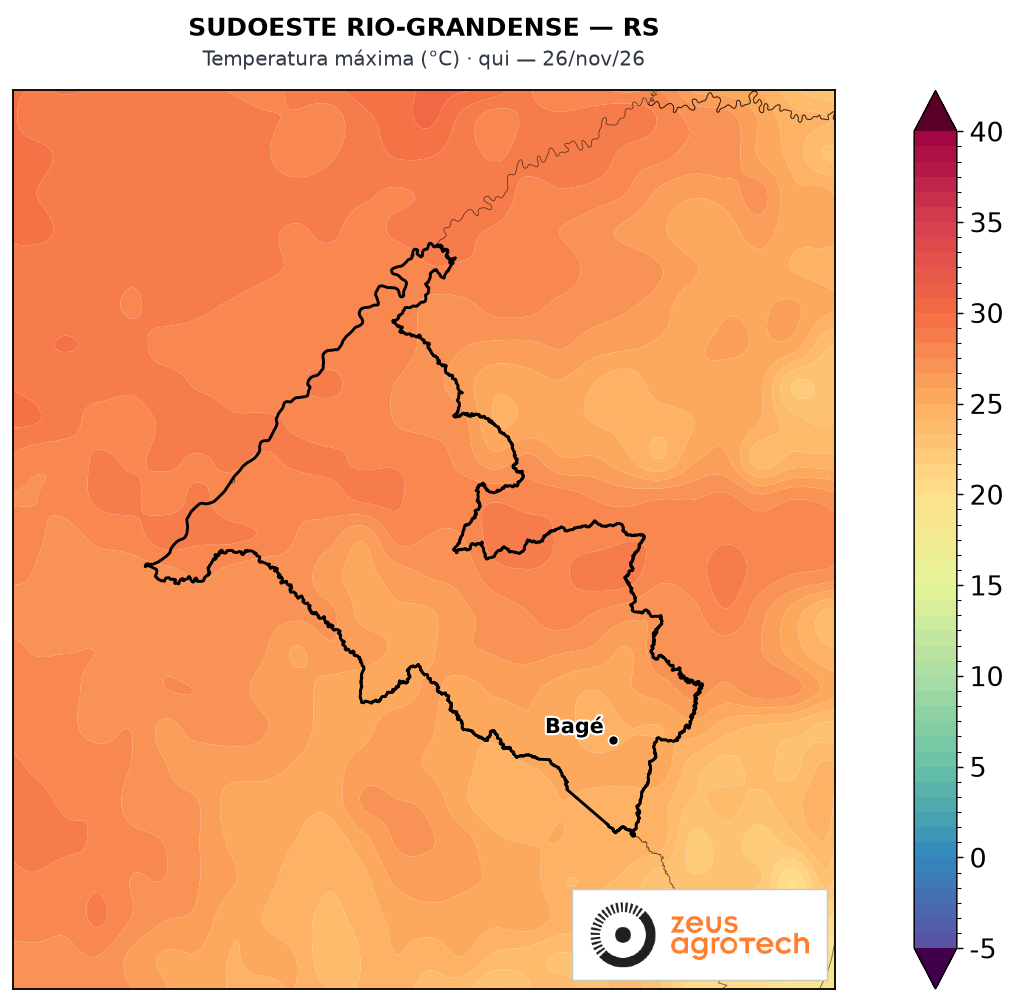 SUDOESTE RIO-GRANDENSE — RS
Temperatura máxima (°C) · qui — 26/nov/26
40
35
30
25
20
15
10
5
0
-5
Bagé
zeus
agrotech